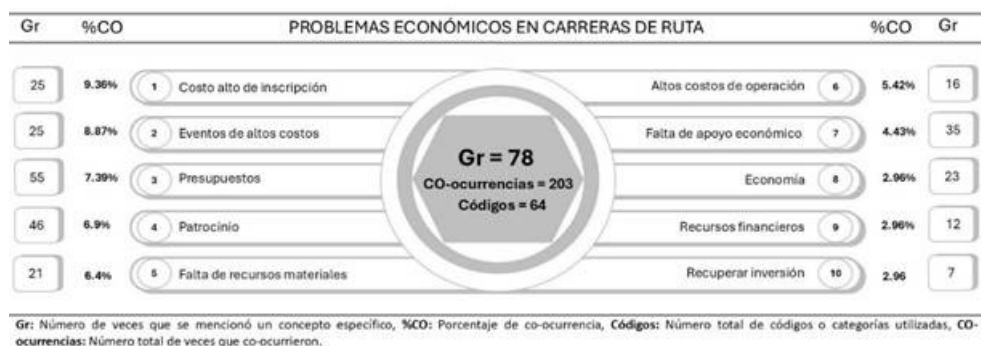 Gr %CO PROBLEMAS ECONÓMICOS EN CARRERAS DE RUTA %CO Gr
25 9.36% 1 Costo alto de inscripción Altos costos de operación 6 5.42% 16
25 8.87% 2 Eventos de altos costos Falta de apoyo económico 7 4.43% 35
55 7.39% 3 Presupuestos Economía 8 2.96% 23
46 6.9% 4 Patrocinio Recursos financieros 9 2.96% 12
21 6.4% 5 Falta de recursos materiales Recuperar inversión 10 2.96 7
Gr = 78
CO-ocurrencias = 203
Códigos = 64
Gr: Número de veces que se mencionó un concepto específico, %CO: Porcentaje de co-ocurrencia, Códigos: Número total de códigos o categorías utilizadas, CO-
ocurrencias: Número total de veces que co-ocurrieron.